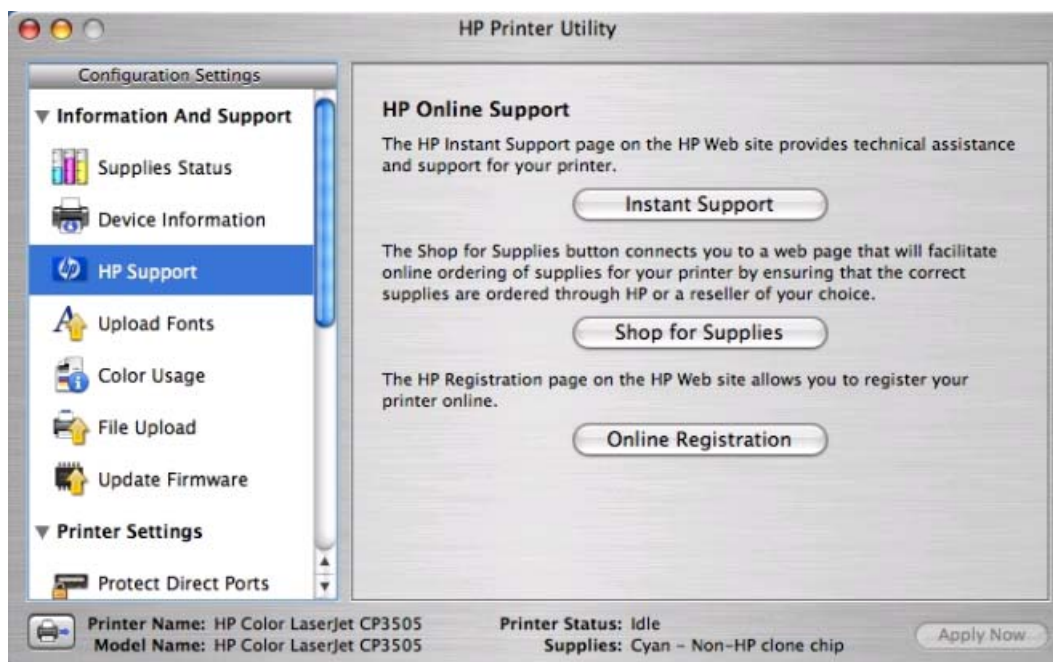 HP Printer Utility
Configuration Settings
Information And Support
Supplies Status
Device Information
hp HP Support
Upload Fonts
Color Usage
File Upload
Update Firmware
Printer Settings
Protect Direct Ports
HP Online Support
The HP Instant Support page on the HP Web site provides technical assistance
and support for your printer.
Instant Support
The Shop for Supplies button connects you to a web page that will facilitate
online ordering of supplies for your printer by ensuring that the correct
supplies are ordered through HP or a reseller of your choice.
Shop for Supplies
The HP Registration page on the HP Web site allows you to register your
printer online.
Online Registration
Printer Name: HP Color LaserJet CP3505
Model Name: HP Color LaserJet CP3505
Printer Status: Idle
Supplies: Cyan - Non-HP clone chip
Apply Now